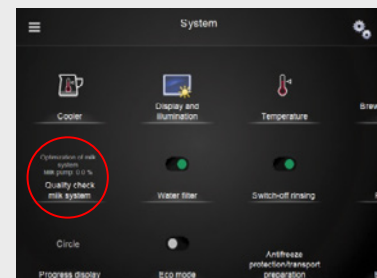 System
Cooler
Display and
illumination
Temperature
Brew
Optimization of milk
system
Milk pump: 0.0 %
Quality check
milk system
Water filter
Switch-off rinsing
Circle
Progress display
Eco mode
Antifreeze
protection/transport
preparation